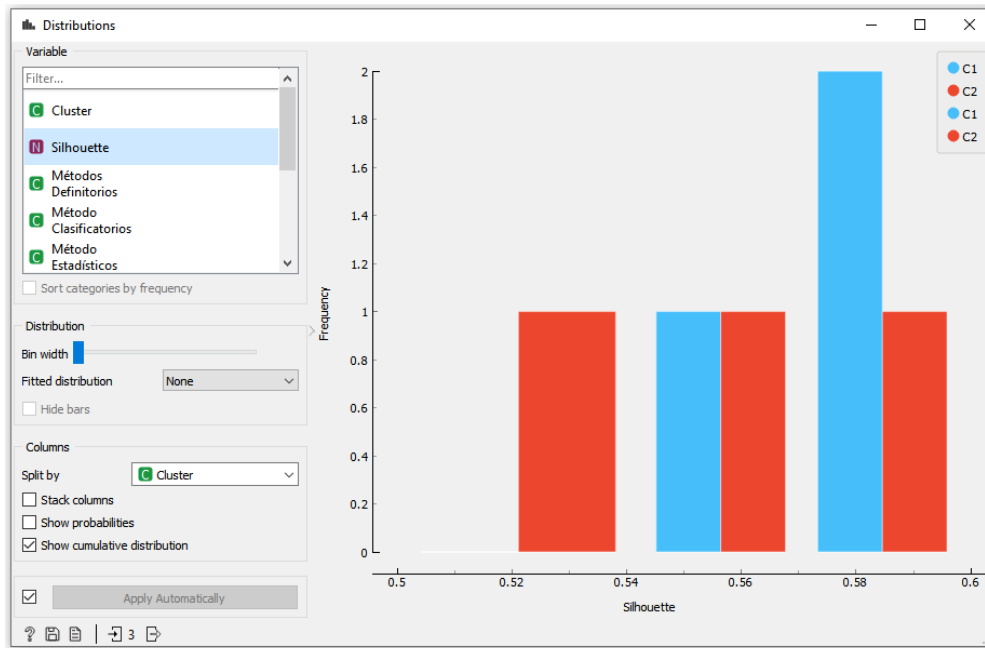 Distributions
Variable
Filter...
C Cluster
N Silhouette
C Métodos
Definitorios
C Método
Clasificatorios
C Método
Estadísticos
Sort categories by frequency
Distribution
Bin width
Fitted distribution None
Hide bars
Columns
Split by C Cluster
Stack columns
Show probabilities
Show cumulative distribution
Apply Automatically
? 3
Frequency
2
1.8
1.6
1.4
1.2
1
0.8
0.6
0.4
0.2
0
0.5 0.52 0.54 0.56 0.58 0.6
Silhouette
C1
C2
C1
C2